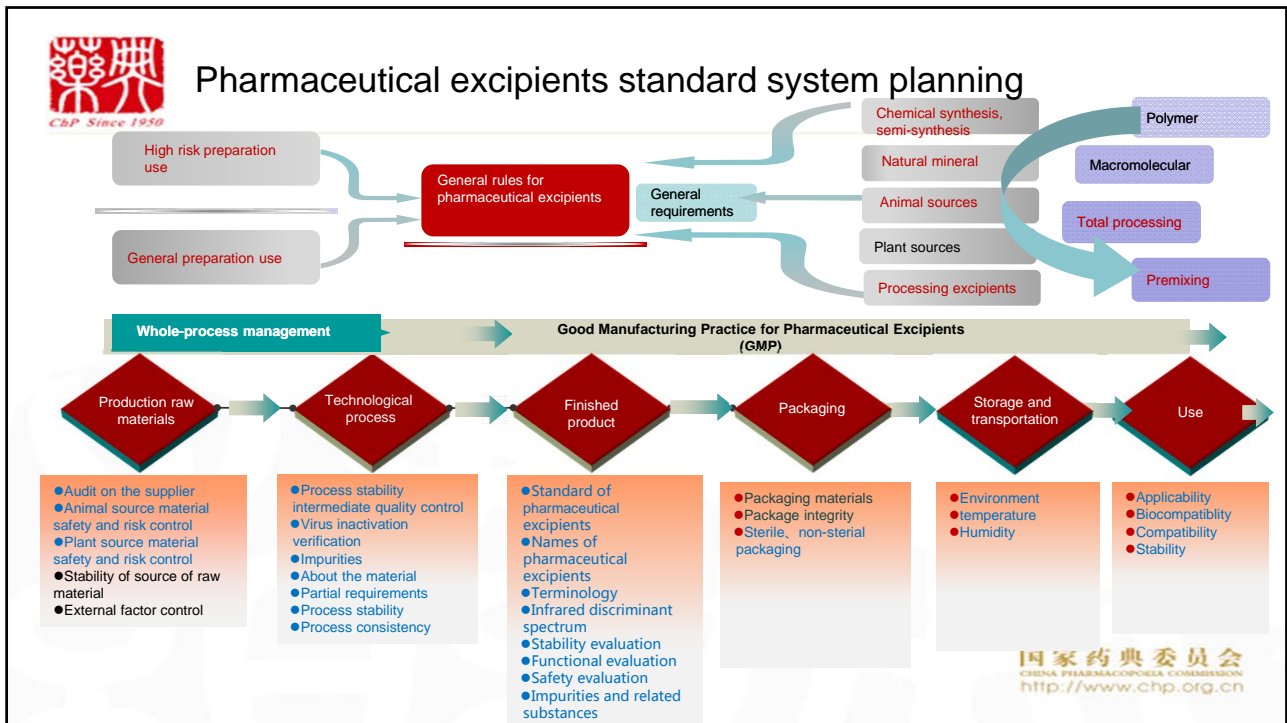 藥典
ChP Since 1950
Pharmaceutical excipients standard system planning
High risk preparation
use
General preparation use
General rules for
pharmaceutical excipients
General
requirements
Chemical synthesis,
semi-synthesis
Natural mineral
Animal sources
Plant sources
Processing excipients
Polymer
Macromolecular
Total processing
Premixing
Whole-process management
Good Manufacturing Practice for Pharmaceutical Excipients
(GMP)
Production raw
materials
Technological
process
Finished
product
Packaging
Storage and
transportation
Use
●Audit on the supplier
●Animal source material
safety and risk control
●Plant source material
safety and risk control
●Stability of source of raw
material
●External factor control
●Process stability
intermediate quality control
●Virus inactivation
verification
●Impurities
●About the material
●Partial requirements
●Process stability
●Process consistency
●Standard of
pharmaceutical
excipients
●Names of
pharmaceutical
excipients
●Terminology
●Infrared discriminant
spectrum
●Stability evaluation
●Functional evaluation
●Safety evaluation
●Impurities and related
substances
●Packaging materials
●Package integrity
●Sterile、non-sterial
packaging
●Environment
●temperature
●Humidity
●Applicability
●Biocompatiblity
●Compatibility
●Stability
国家药典委员会
CHINA PHARMACOPOEIA COMMISSION
http://www.chp.org.cn